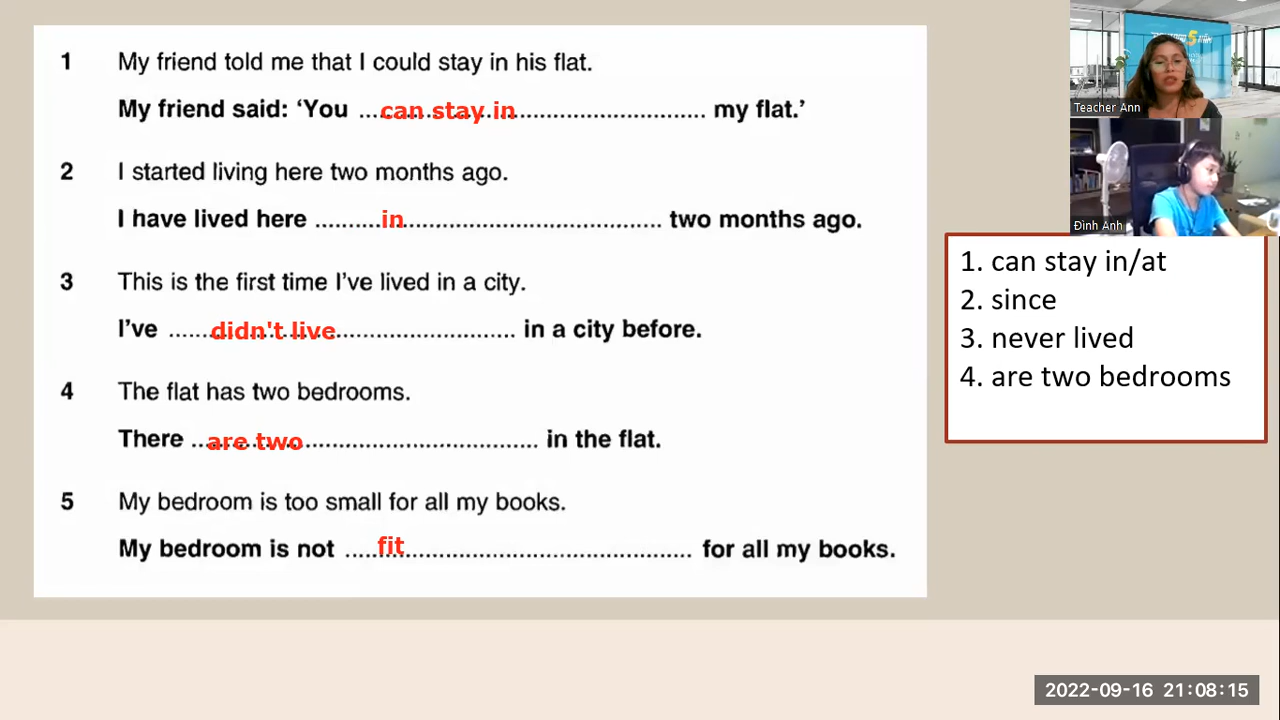 1 My friend told me that I could stay in his flat.
My friend said: ‘You ....can stay in.................... my flat.’
2 I started living here two months ago.
I have lived here ..........in.................... two months ago.
3 This is the first time I’ve lived in a city.
I’ve ......didn't live.................... in a city before.
4 The flat has two bedrooms.
There ...are two.................... in the flat.
5 My bedroom is too small for all my books.
My bedroom is not .....fit.................... for all my books.
Teacher Ann
Đình Anh
1. can stay in/at
2. since
3. never lived
4. are two bedrooms
2022-09-16 21:08:15